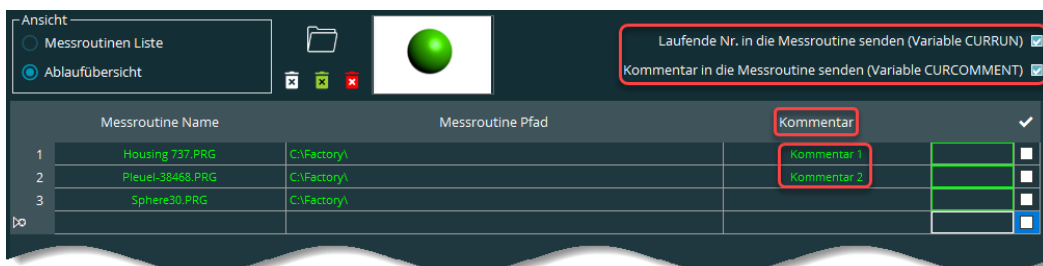 Ansicht
Messroutinen Liste
Ablaufübersicht
Laufende Nr. in die Messroutine senden (Variable CURRUN)
Kommentar in die Messroutine senden (Variable CURCOMMENT)
Messroutine Name Messroutine Pfad Kommentar
1 Housing 737.PRG C:\Factory\ Kommentar 1
2 Pleuel-38468.PRG C:\Factory\ Kommentar 2
3 Sphere30.PRG C:\Factory\